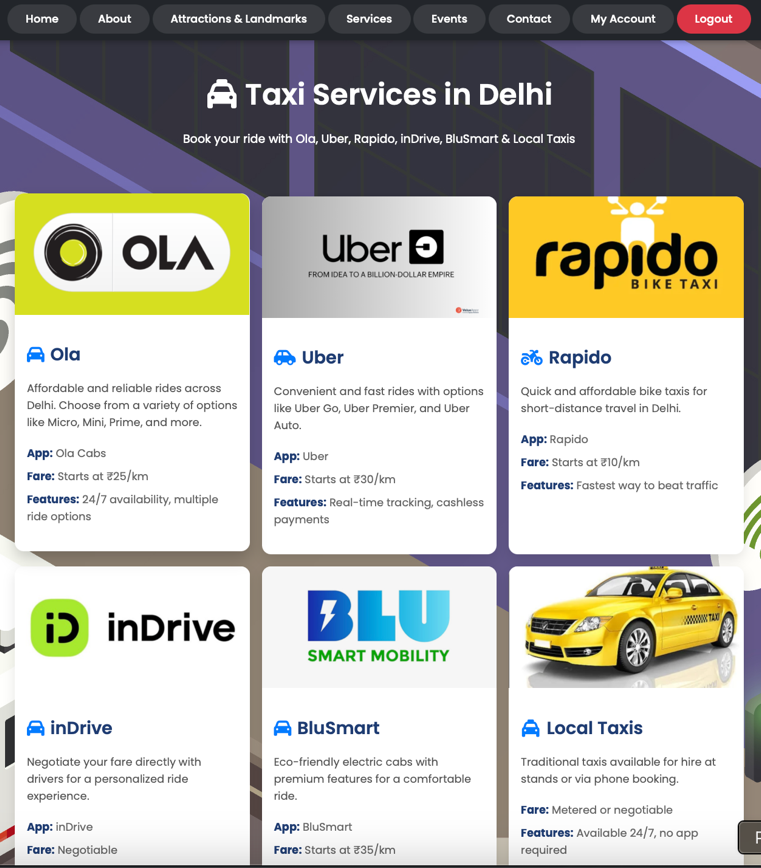 Home About Attractions & Landmarks Services Events Contact My Account Logout
Taxi Services in Delhi
Book your ride with Ola, Uber, Rapido, inDrive, BluSmart & Local Taxis
OLA
Ola
Affordable and reliable rides across
Delhi. Choose from a variety of options
like Micro, Mini, Prime, and more.
App: Ola Cabs
Fare: Starts at ₹25/km
Features: 24/7 availability, multiple
ride options
Uber
FROM IDEA TO A BILLION-DOLLAR EMPIRE
Uber
Convenient and fast rides with options
like Uber Go, Uber Premier, and Uber
Auto.
App: Uber
Fare: Starts at ₹30/km
Features: Real-time tracking, cashless
payments
rapido
BIKE TAXI
Rapido
Quick and affordable bike taxis for
short-distance travel in Delhi.
App: Rapido
Fare: Starts at ₹10/km
Features: Fastest way to beat traffic
iD inDrive
inDrive
Negotiate your fare directly with
drivers for a personalized ride
experience.
App: inDrive
Fare: Negotiable
BLU
SMART MOBILITY
BluSmart
Eco-friendly electric cabs with
premium features for a comfortable
ride.
App: BluSmart
Fare: Starts at ₹35/km
TAXI
Local Taxis
Traditional taxis available for hire at
stands or via phone booking.
Fare: Metered or negotiable
Features: Available 24/7, no app
required